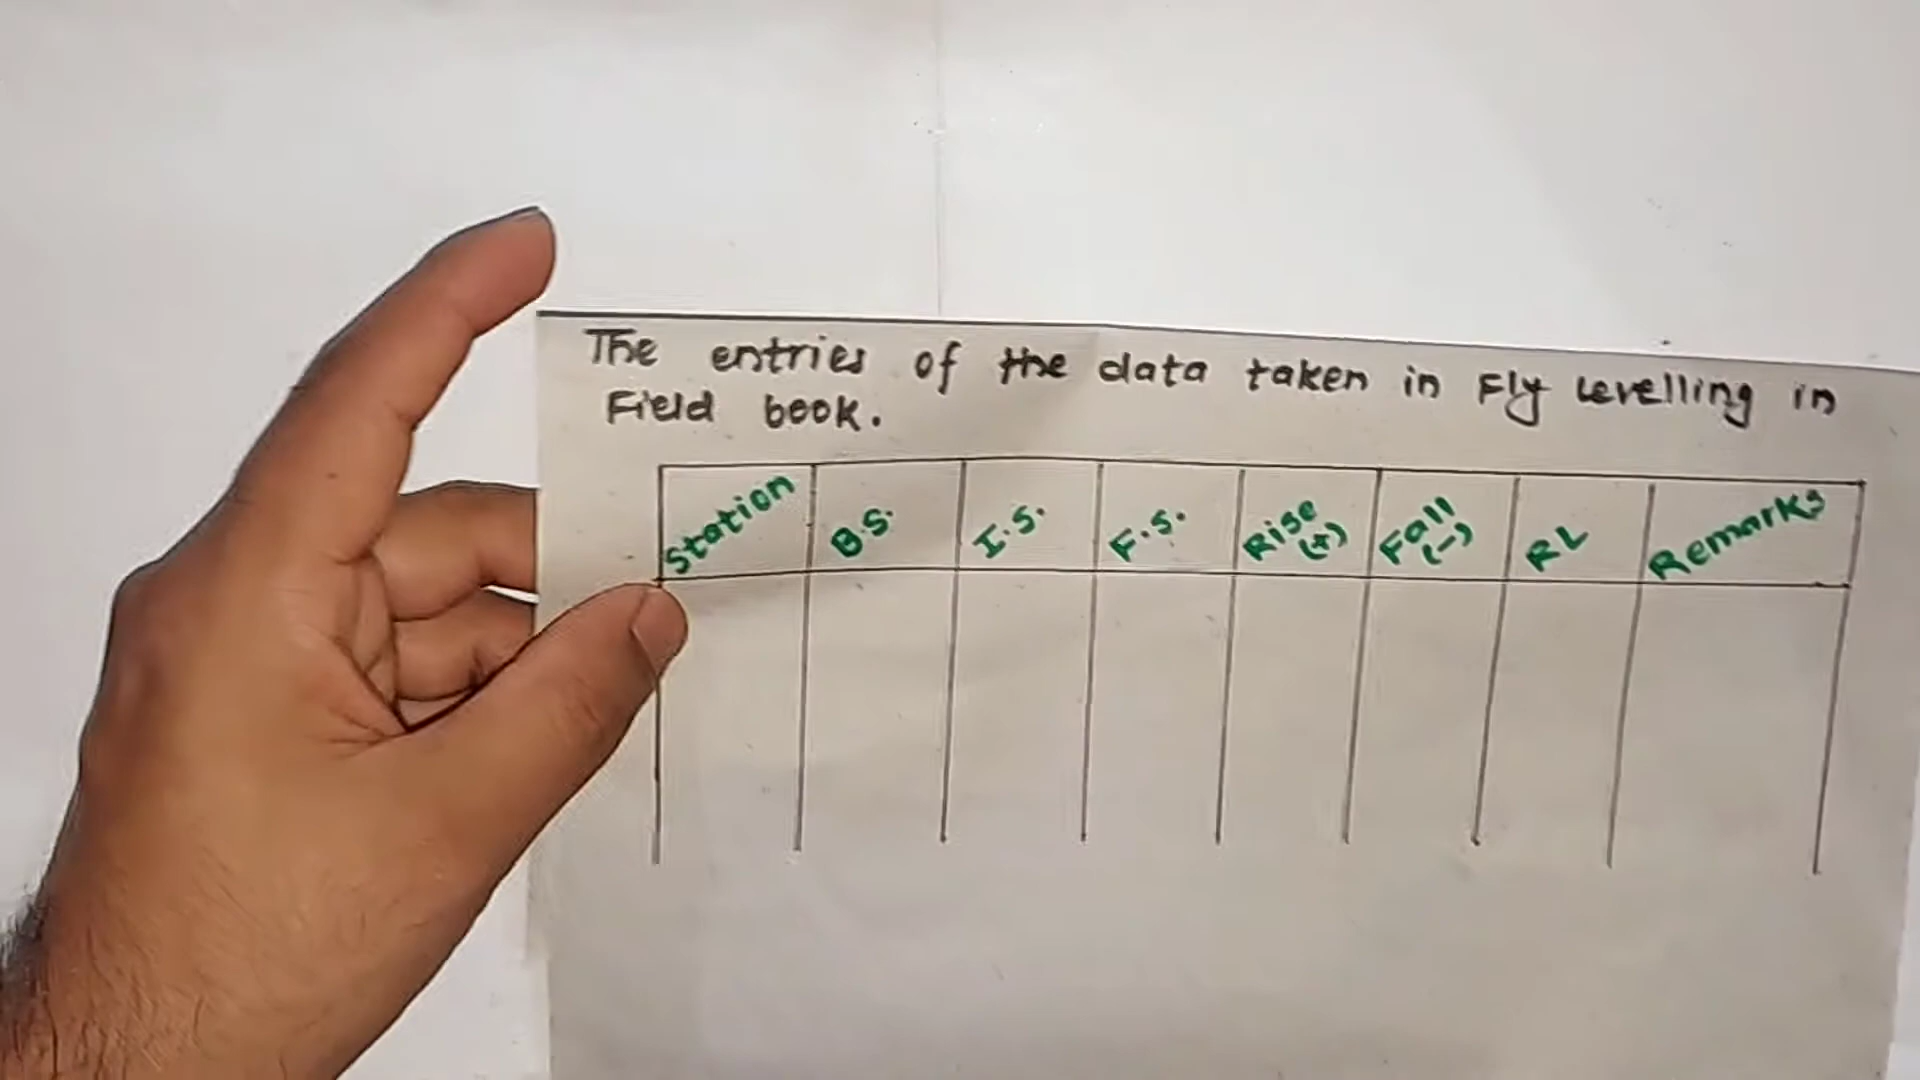 The entries of the data taken in Fly Levelling in
Field book.
Station B.S. I.S. F.S. Rise (+) Fall (-) RL Remarks